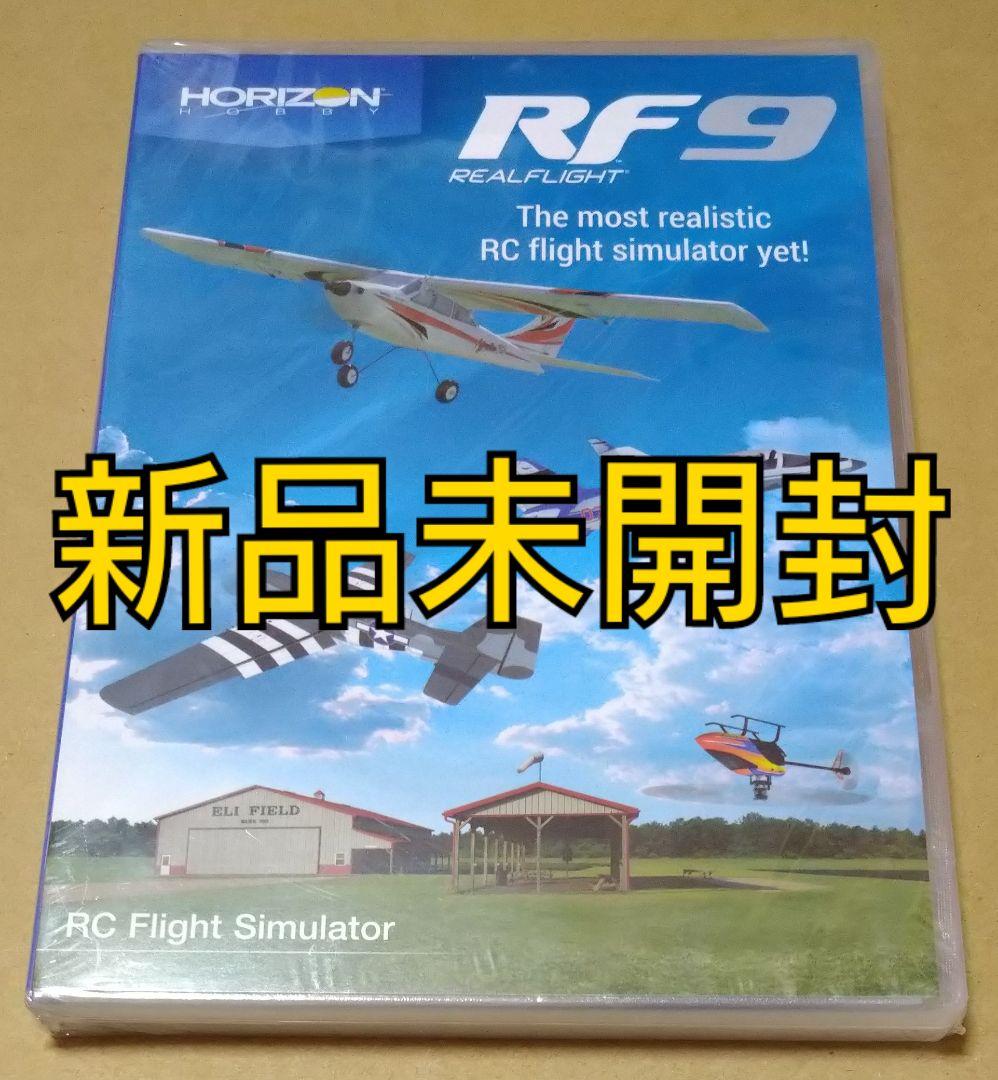 HORIZON
HOBBY
RF9
REALFLIGHT
The most realistic
RC flight simulator yet!
新品未開封
ELI FIELD
RC Flight Simulator